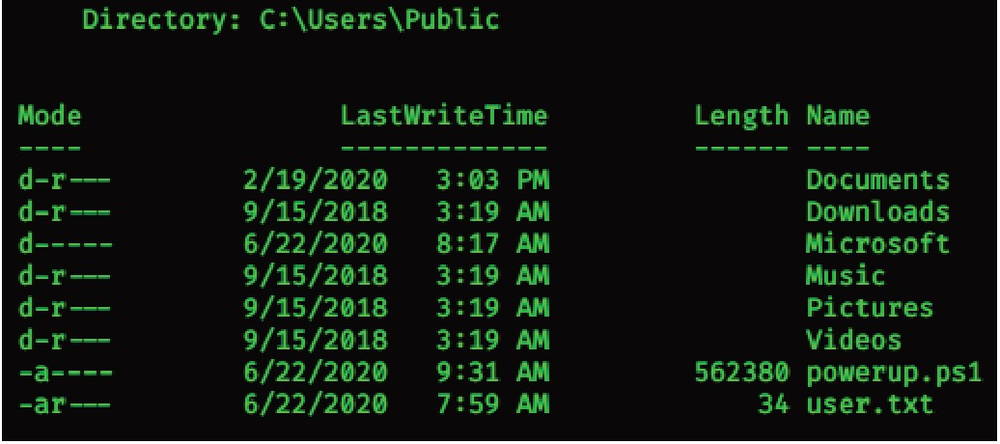 Directory: C:\Users\Public
Mode LastWriteTime Length Name
---- ------------- ------ ----
d-r--- 2/19/2020 3:03 PM Documents
d-r--- 9/15/2018 3:19 AM Downloads
d----- 6/22/2020 8:17 AM Microsoft
d-r--- 9/15/2018 3:19 AM Music
d-r--- 9/15/2018 3:19 AM Pictures
d-r--- 9/15/2018 3:19 AM Videos
-a---- 6/22/2020 9:31 AM 562380 powerup.ps1
-ar--- 6/22/2020 7:59 AM 34 user.txt